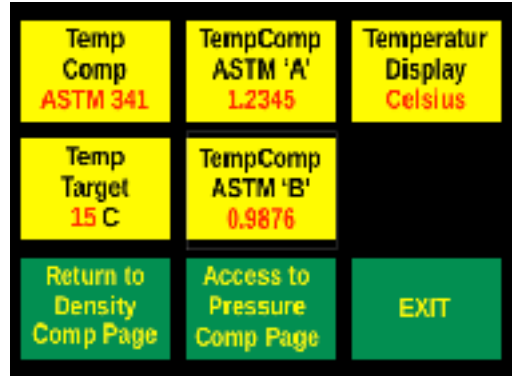 Temp
Comp
ASTM 341
TempComp
ASTM 'A'
1.2345
Temperatur
Display
Celsius
Temp
Target
15 C
TempComp
ASTM 'B'
0.9876
Return to
Density
Comp Page
Access to
Pressure
Comp Page
EXIT